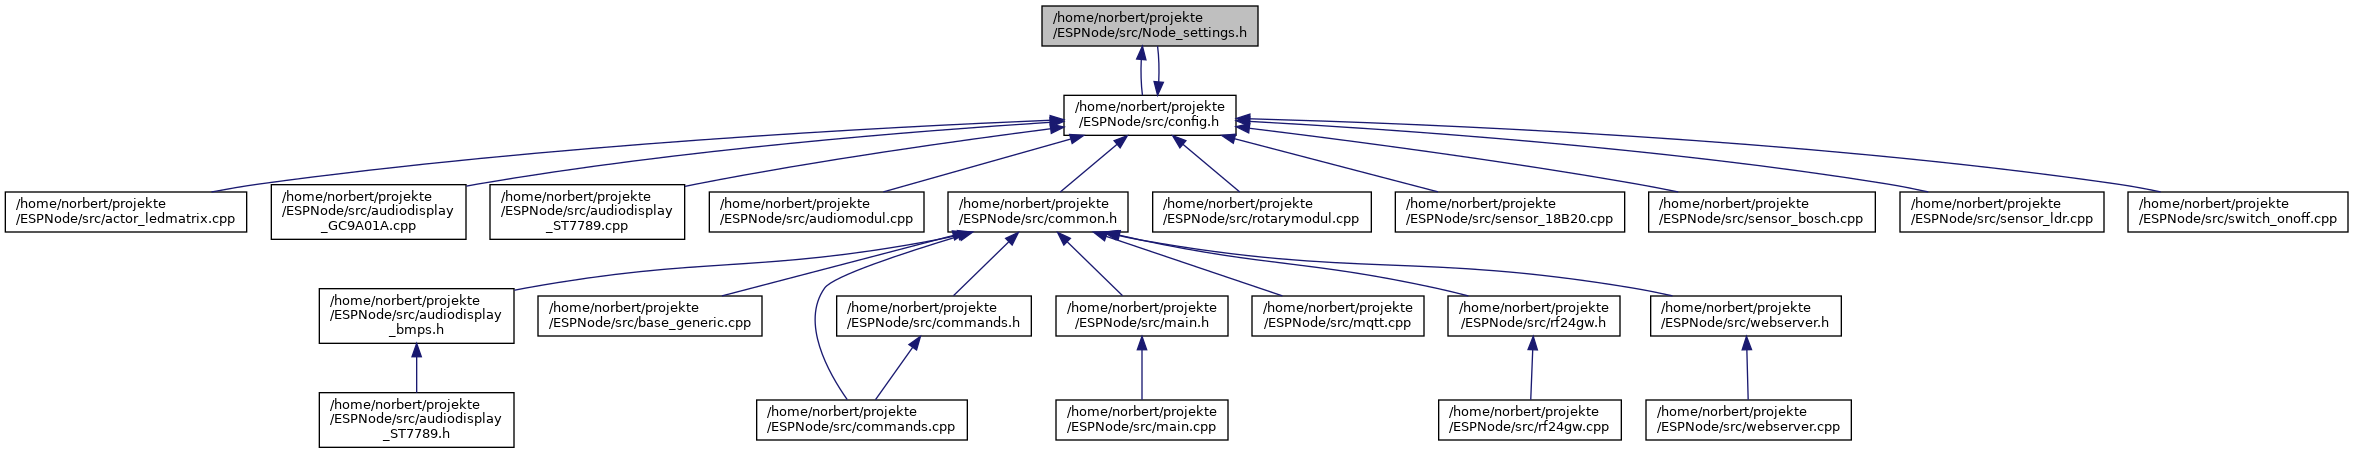 /home/norbert/projekte
/ESPNode/src/Node_settings.h
/home/norbert/projekte
/ESPNode/src/config.h
/home/norbert/projekte
/ESPNode/src/actor_ledmatrix.cpp
/home/norbert/projekte
/ESPNode/src/audiodisplay
_GC9A01A.cpp
/home/norbert/projekte
/ESPNode/src/audiodisplay
_ST7789.cpp
/home/norbert/projekte
/ESPNode/src/audiomodul.cpp
/home/norbert/projekte
/ESPNode/src/common.h
/home/norbert/projekte
/ESPNode/src/rotarymodul.cpp
/home/norbert/projekte
/ESPNode/src/sensor_18B20.cpp
/home/norbert/projekte
/ESPNode/src/sensor_bosch.cpp
/home/norbert/projekte
/ESPNode/src/sensor_ldr.cpp
/home/norbert/projekte
/ESPNode/src/switch_onoff.cpp
/home/norbert/projekte
/ESPNode/src/audiodisplay
_bmps.h
/home/norbert/projekte
/ESPNode/src/base_generic.cpp
/home/norbert/projekte
/ESPNode/src/commands.h
/home/norbert/projekte
/ESPNode/src/main.h
/home/norbert/projekte
/ESPNode/src/mqtt.cpp
/home/norbert/projekte
/ESPNode/src/rf24gw.h
/home/norbert/projekte
/ESPNode/src/webserver.h
/home/norbert/projekte
/ESPNode/src/audiodisplay
_ST7789.h
/home/norbert/projekte
/ESPNode/src/commands.cpp
/home/norbert/projekte
/ESPNode/src/main.cpp
/home/norbert/projekte
/ESPNode/src/rf24gw.cpp
/home/norbert/projekte
/ESPNode/src/webserver.cpp